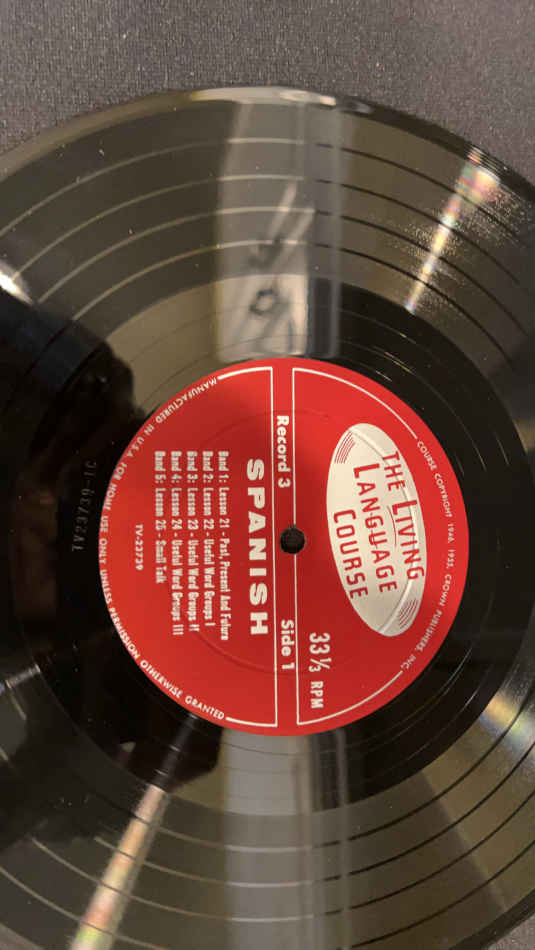 COURSE COPYRIGHT 1946, 1955, CROWN PUBLISHERS, INC.
THE LIVING
LANGUAGE
COURSE
33 1/3 RPM
Record 3
Side 1
SPANISH
Band 1: Lesson 21 - Past, Present And Future
Band 2: Lesson 22 - Useful Word Groups I
Band 3: Lesson 23 - Useful Word Groups II
Band 4: Lesson 24 - Useful Word Groups III
Band 5: Lesson 25 - Small Talk
TV-23739
MANUFACTURED IN U.S.A. FOR HOME USE ONLY UNLESS PERMISSION OTHERWISE GRANTED